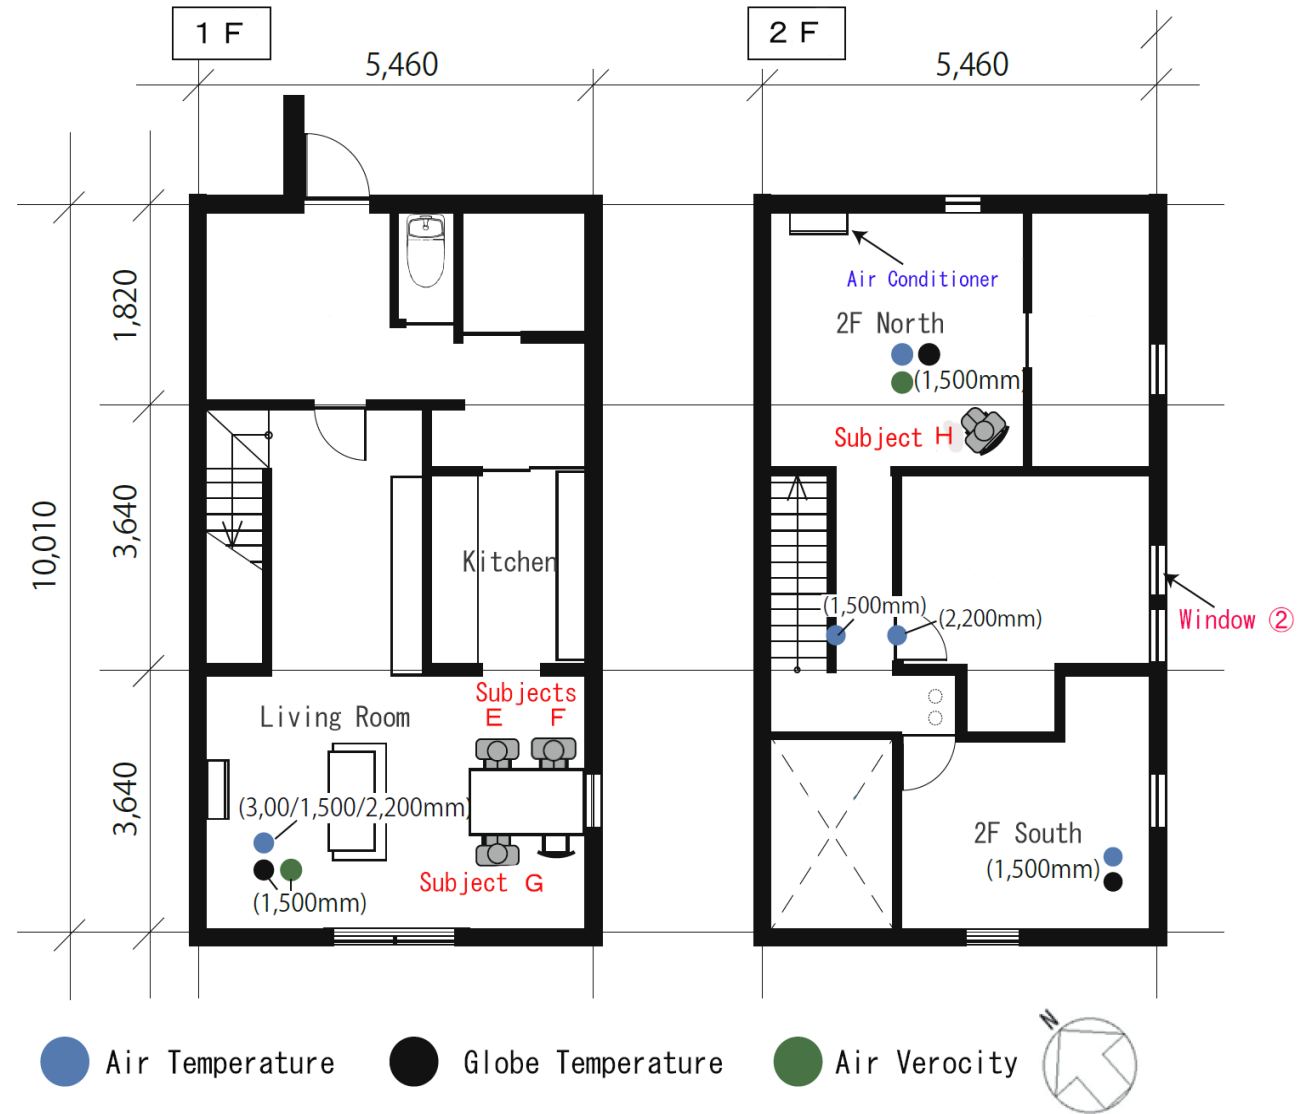 1 F
2 F
5,460
5,460
Air Conditioner
1,820
2F North
(1,500mm)
Subject H
10,010
3,640
Kitchen
(1,500mm)
(2,200mm)
Window ②
Subjects
E F
Living Room
3,640
(3,00/1,500/2,200mm)
2F South
(1,500mm)
Subject G
(1,500mm)
N
Air Temperature
Globe Temperature
Air Verocity